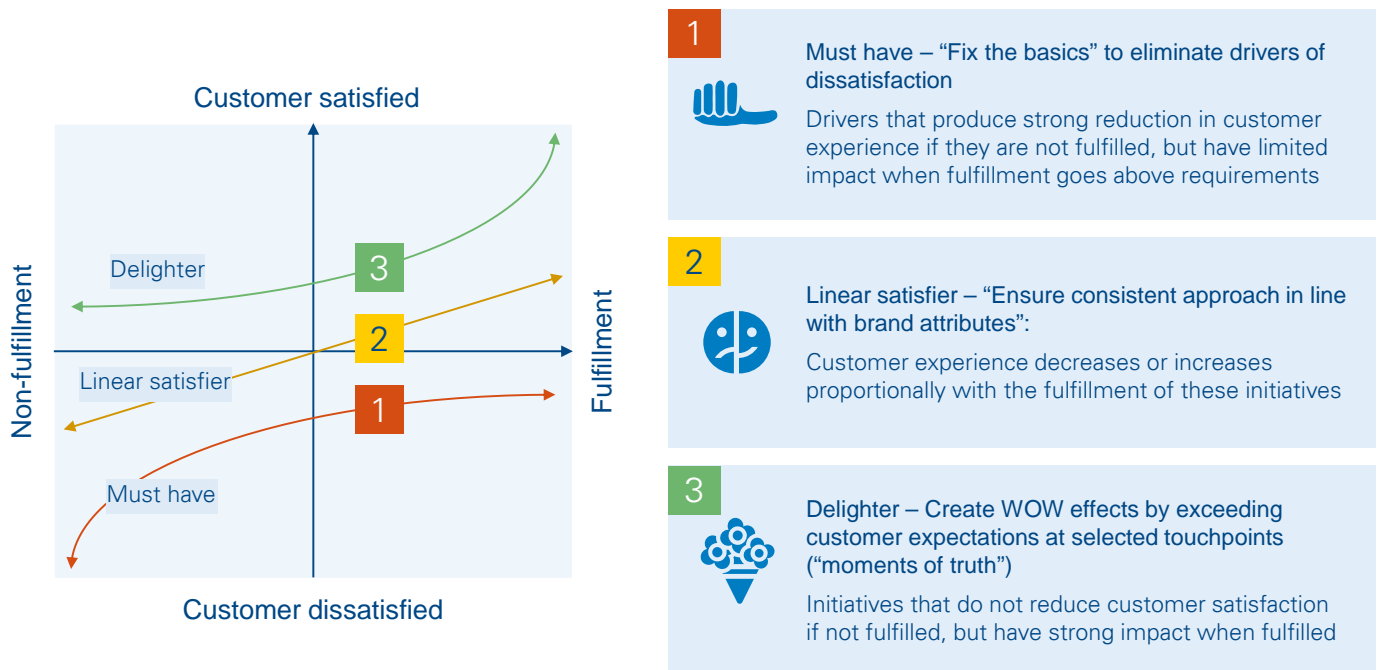 Customer satisfied
Non-fulfillment
Fulfillment
Delighter
3
2
Linear satisfier
1
Must have
Customer dissatisfied
1
Must have – “Fix the basics” to eliminate drivers of
dissatisfaction
Drivers that produce strong reduction in customer
experience if they are not fulfilled, but have limited
impact when fulfillment goes above requirements
2
Linear satisfier – “Ensure consistent approach in line
with brand attributes”:
Customer experience decreases or increases
proportionally with the fulfillment of these initiatives
3
Delighter – Create WOW effects by exceeding
customer expectations at selected touchpoints
(“moments of truth”)
Initiatives that do not reduce customer satisfaction
if not fulfilled, but have strong impact when fulfilled